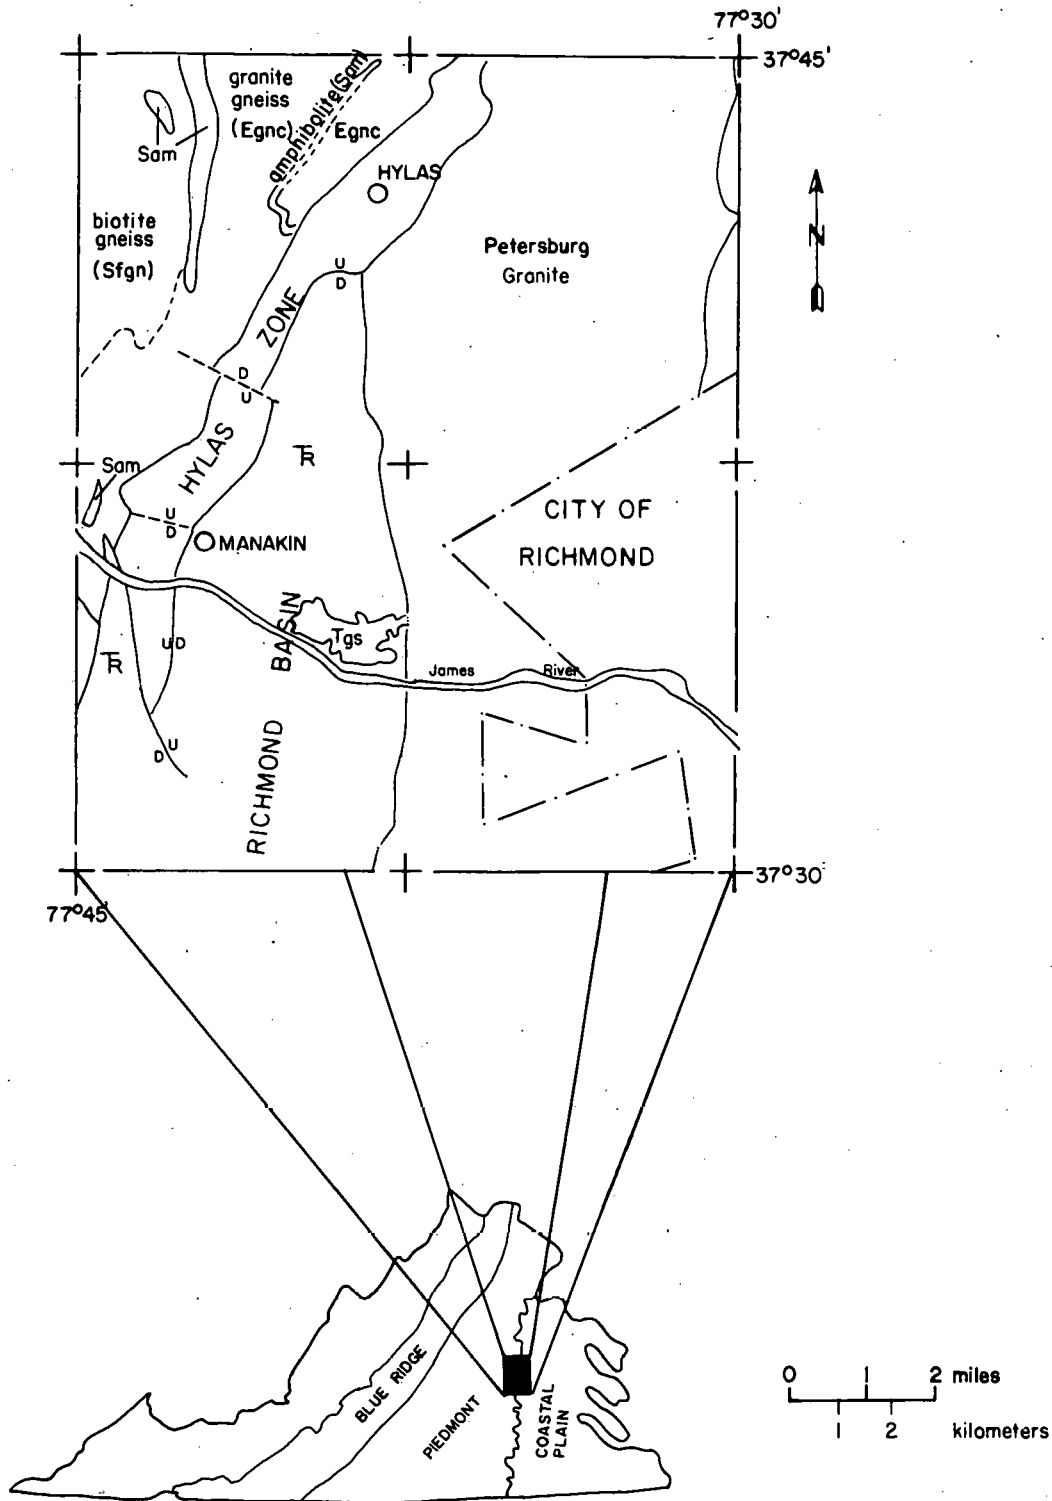 77°30'
37°45'
granite
gneiss
(Egnc)
amphibolite (Sam)
Egnc
Sam
HYLAS
biotite
gneiss
(Sfgn)
N
Petersburg
Granite
U
D
HYLAS ZONE
D
U
TR
Sam
CITY OF
RICHMOND
U
D
MANAKIN
Tgs
RICHMOND BASIN
TR
U D
James River
D U
37°30'
77°45'
BLUE RIDGE
PIEDMONT
COASTAL
PLAIN
0 1 2 miles
1 2 kilometers